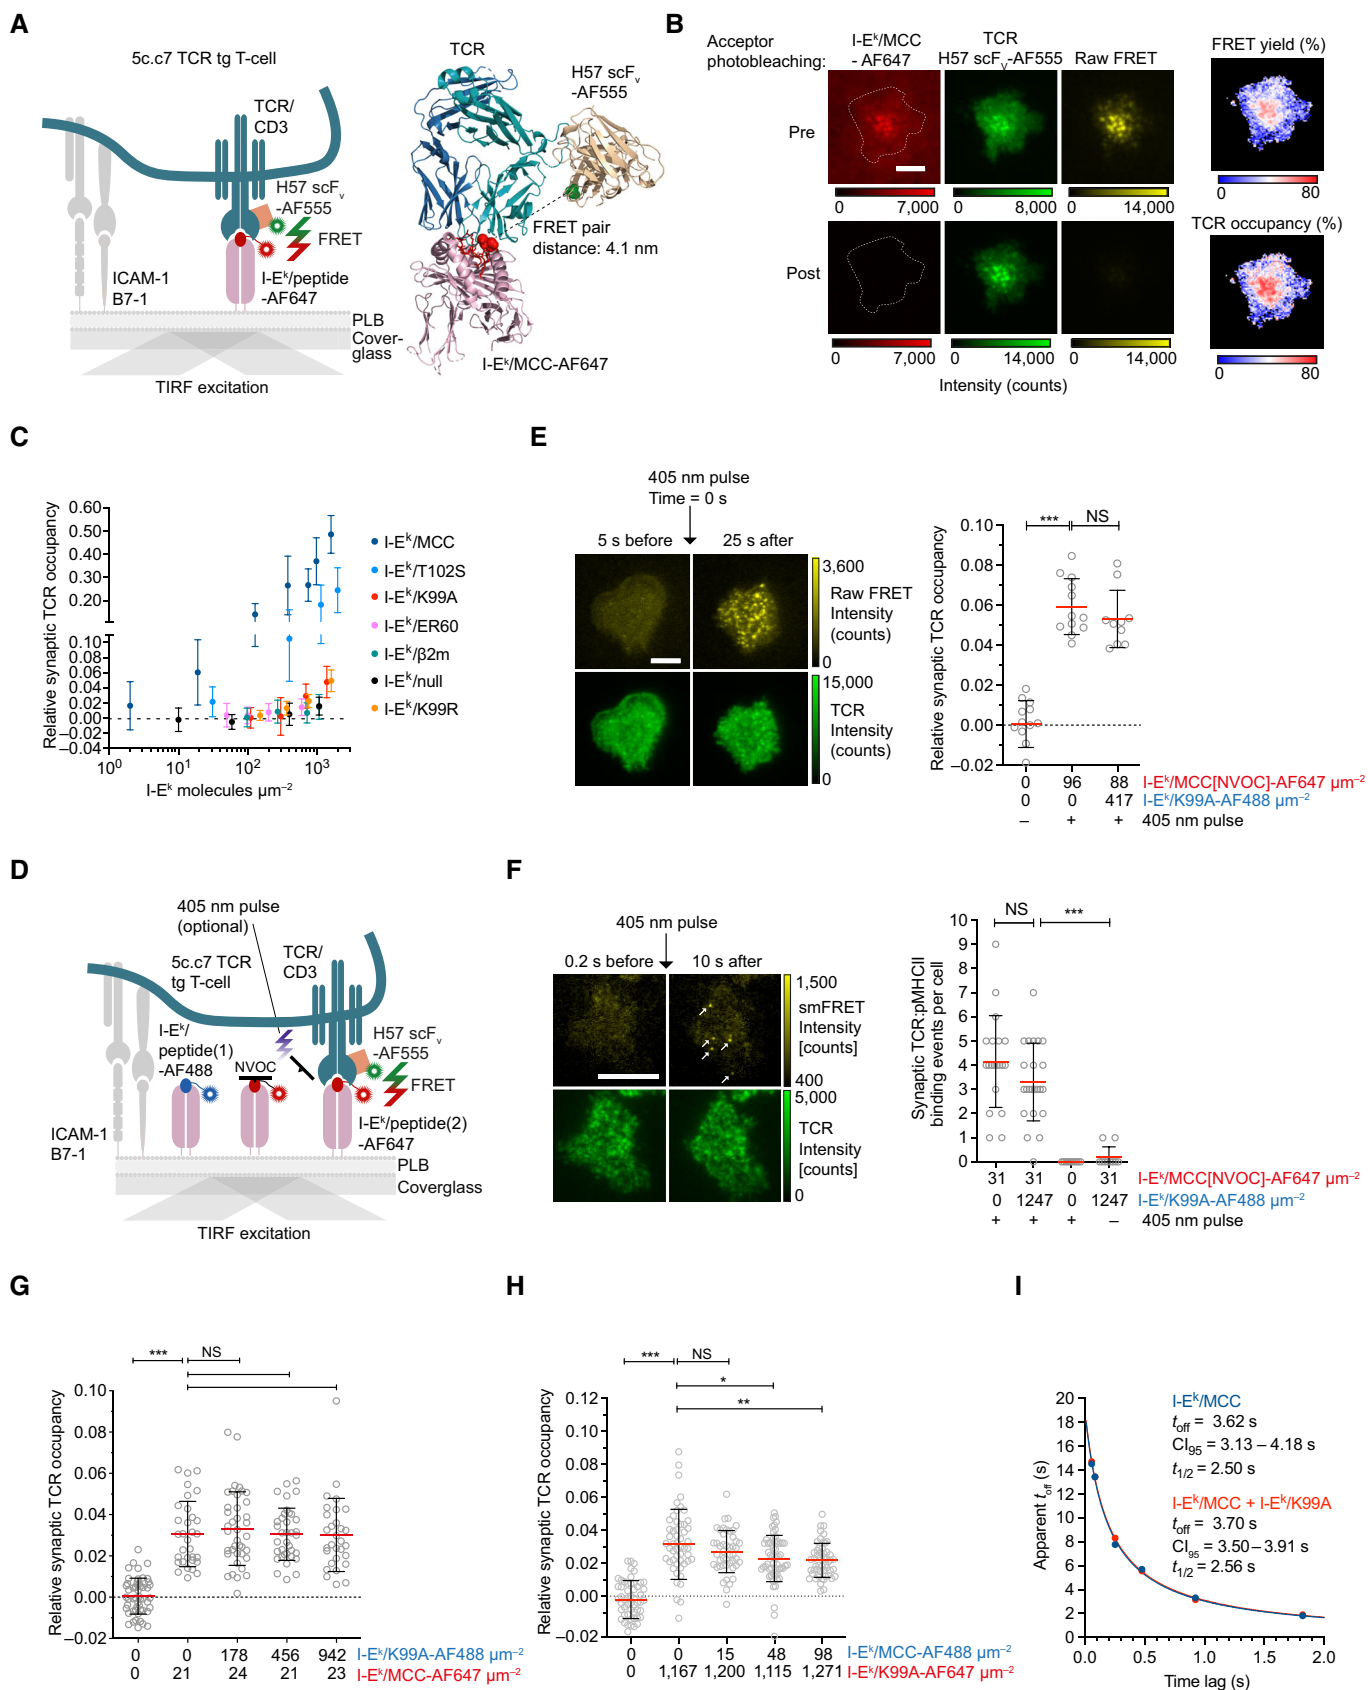 A
5c.c7 TCR tg T-cell
TCR/
CD3
H57 scFv
-AF555
FRET
ICAM-1
B7-1
I-Eᵏ/peptide
-AF647
PLB
Cover-
glass
TIRF excitation
TCR
H57 scFv
-AF555
FRET pair
distance: 4.1 nm
I-Eᵏ/MCC-AF647
B
Acceptor
photobleaching:
I-Eᵏ/MCC
- AF647
TCR
H57 scFv-AF555
Raw FRET
FRET yield (%)
Pre
0 7,000
0 8,000
0 14,000
0 80
TCR occupancy (%)
Post
0 7,000
0 14,000
0 14,000
0 80
Intensity (counts)
C
Relative synaptic TCR occupancy
0.60
0.50
0.40
0.30
0.20
0.10
0.08
0.06
0.04
0.02
0.00
–0.02
–0.04
10⁰ 10¹ 10² 10³
I-Eᵏ molecules µm⁻²
I-Eᵏ/MCC
I-Eᵏ/T102S
I-Eᵏ/K99A
I-Eᵏ/ER60
I-Eᵏ/β2m
I-Eᵏ/null
I-Eᵏ/K99R
E
405 nm pulse
Time = 0 s
5 s before 25 s after
3,600
Raw FRET
Intensity
(counts)
0
15,000
TCR
Intensity
(counts)
0
Relative synaptic TCR occupancy
*** NS
0.10
0.08
0.06
0.04
0.02
0.00
–0.02
0 96 88 I-Eᵏ/MCC[NVOC]-AF647 µm⁻²
0 0 417 I-Eᵏ/K99A-AF488 µm⁻²
– + + 405 nm pulse
D
405 nm pulse
(optional)
5c.c7 TCR
tg T-cell
TCR/
CD3
I-Eᵏ/
peptide(1)
-AF488
NVOC
H57 scFv
-AF555
FRET
I-Eᵏ/peptide(2)
-AF647
ICAM-1
B7-1
PLB
Coverglass
TIRF excitation
F
405 nm pulse
0.2 s before 10 s after
1,500
smFRET
Intensity
[counts]
400
5,000
TCR
Intensity
[counts]
0
Synaptic TCR:pMHCII
binding events per cell
NS ***
10
9
8
7
6
5
4
3
2
1
0
31 31 0 31 I-Eᵏ/MCC[NVOC]-AF647 µm⁻²
0 1247 0 1247 I-Eᵏ/K99A-AF488 µm⁻²
+ + + – 405 nm pulse
G
Relative synaptic TCR occupancy
*** NS
0.10
0.08
0.06
0.04
0.02
0.00
–0.02
0 0 178 456 942 I-Eᵏ/K99A-AF488 µm⁻²
0 21 24 21 23 I-Eᵏ/MCC-AF647 µm⁻²
H
Relative synaptic TCR occupancy
*** NS
*
**
0.12
0.10
0.08
0.06
0.04
0.02
0.00
–0.02
0 0 15 48 98 I-Eᵏ/MCC-AF488 µm⁻²
0 1,167 1,200 1,115 1,271 I-Eᵏ/K99A-AF647 µm⁻²
I
Apparent t_off (s)
20
18
16
14
12
10
8
6
4
2
0
0.0 0.5 1.0 1.5 2.0
Time lag (s)
I-Eᵏ/MCC
t_off = 3.62 s
CI₉₅ = 3.13 – 4.18 s
t₁/₂ = 2.50 s
I-Eᵏ/MCC + I-Eᵏ/K99A
t_off = 3.70 s
CI₉₅ = 3.50 – 3.91 s
t₁/₂ = 2.56 s